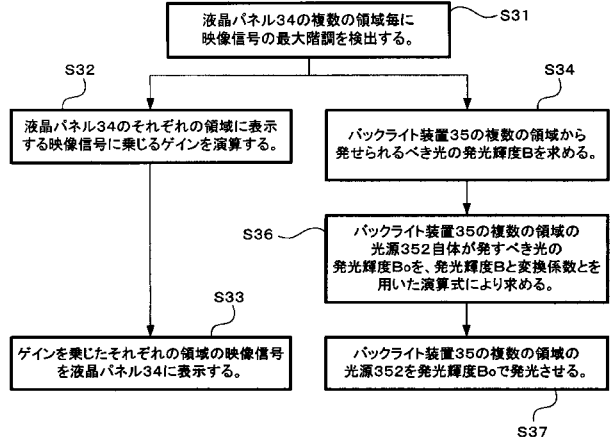 液晶パネル34の複数の領域毎に
映像信号の最大階調を検出する。
S31
S32
液晶パネル34のそれぞれの領域に表示
する映像信号に乗じるゲインを演算する。
S34
バックライト装置35の複数の領域から
発せられるべき光の発光輝度Bを求める。
S36
バックライト装置35の複数の領域の
光源352自体が発すべき光の
発光輝度Boを、発光輝度Bと変換係数とを
用いた演算式により求める。
S33
ゲインを乗じたそれぞれの領域の映像信号
を液晶パネル34に表示する。
バックライト装置35の複数の領域の
光源352を発光輝度Boで発光させる。
S37